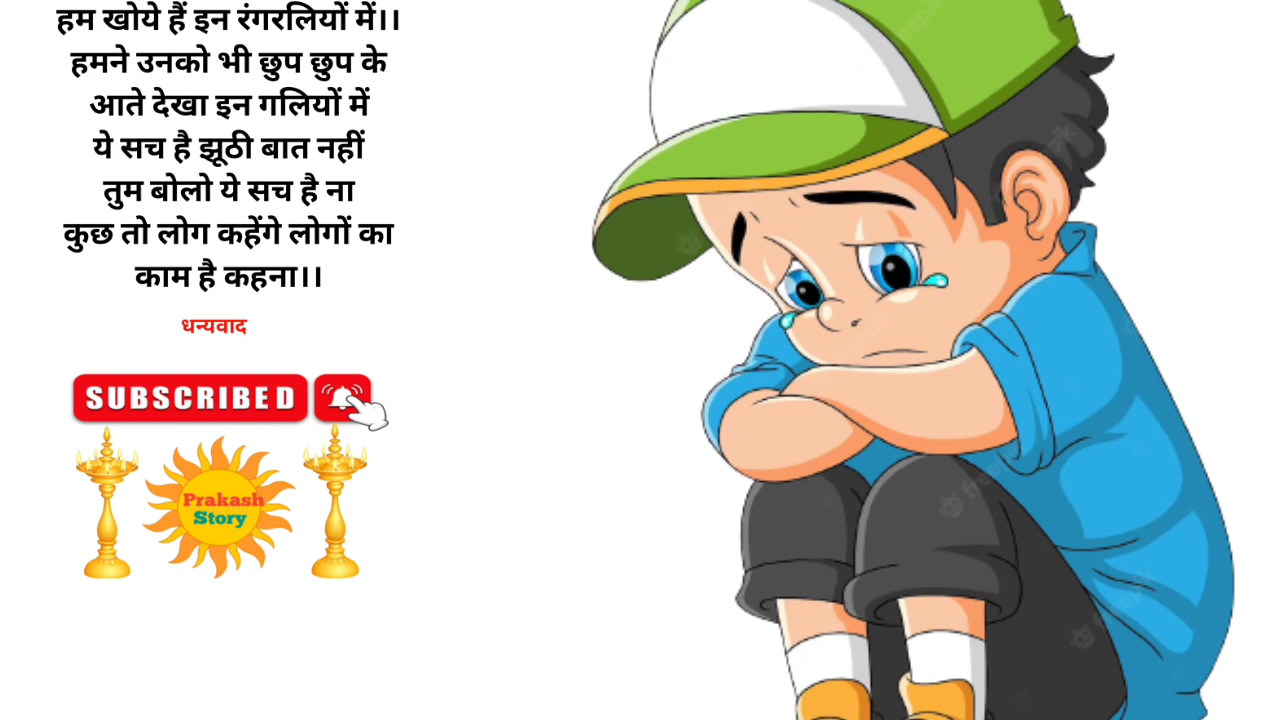 हम खोये हैं इन रंगरलियों में।।
हमने उनको भी छुप छुप के
आते देखा इन गलियों में
ये सच है झूठी बात नहीं
तुम बोलो ये सच है ना
कुछ तो लोग कहेंगे लोगों का
काम है कहना।।
धन्यवाद
SUBSCRIBED
Prakash
Story